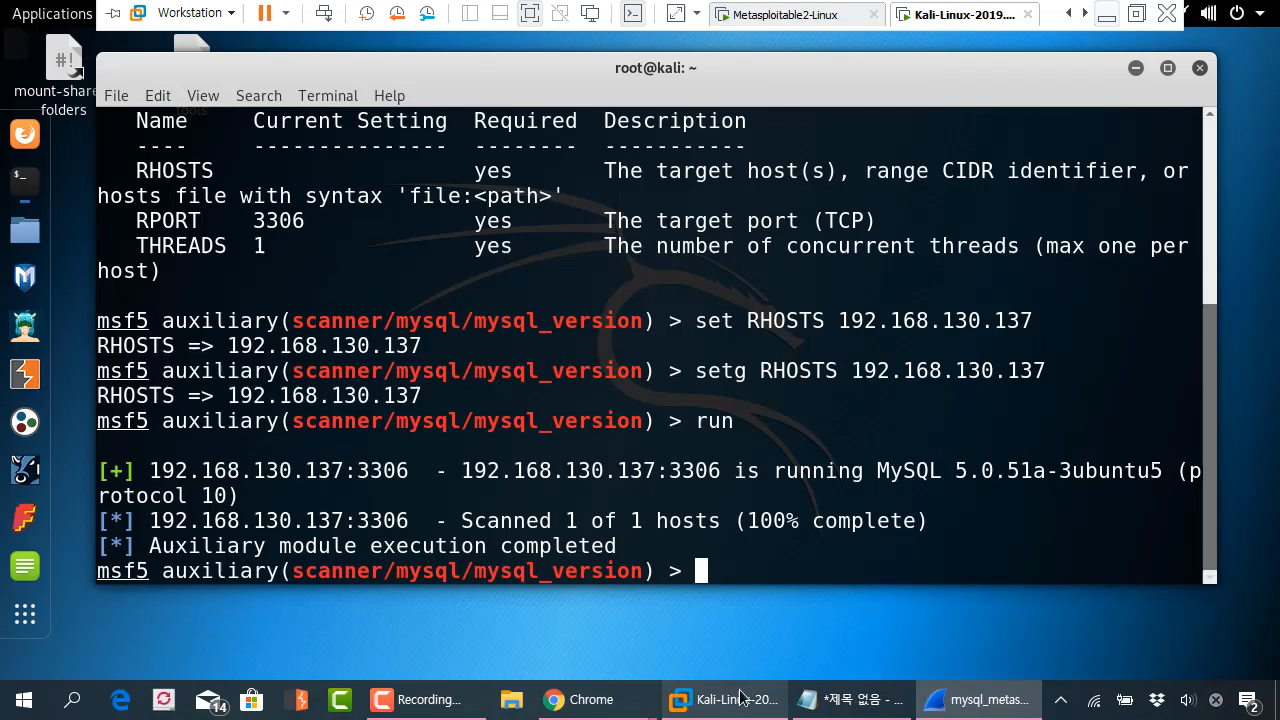 Applications
Workstation
Metasploitable2-Linux
Kali-Linux-2019....
#!
mount-share
folders
tools
root@kali: ~
File Edit View Search Terminal Help
Name Current Setting Required Description
---- --------------- -------- -----------
RHOSTS yes The target host(s), range CIDR identifier, or
hosts file with syntax 'file:<path>'
RPORT 3306 yes The target port (TCP)
THREADS 1 yes The number of concurrent threads (max one per
host)
msf5 auxiliary(scanner/mysql/mysql_version) > set RHOSTS 192.168.130.137
RHOSTS => 192.168.130.137
msf5 auxiliary(scanner/mysql/mysql_version) > setg RHOSTS 192.168.130.137
RHOSTS => 192.168.130.137
msf5 auxiliary(scanner/mysql/mysql_version) > run
[+] 192.168.130.137:3306 - 192.168.130.137:3306 is running MySQL 5.0.51a-3ubuntu5 (p
rotocol 10)
[*] 192.168.130.137:3306 - Scanned 1 of 1 hosts (100% complete)
[*] Auxiliary module execution completed
msf5 auxiliary(scanner/mysql/mysql_version) >
14
Recording...
Chrome
Kali-Linux-20...
*제목 없음 - ...
mysql_metas...
2